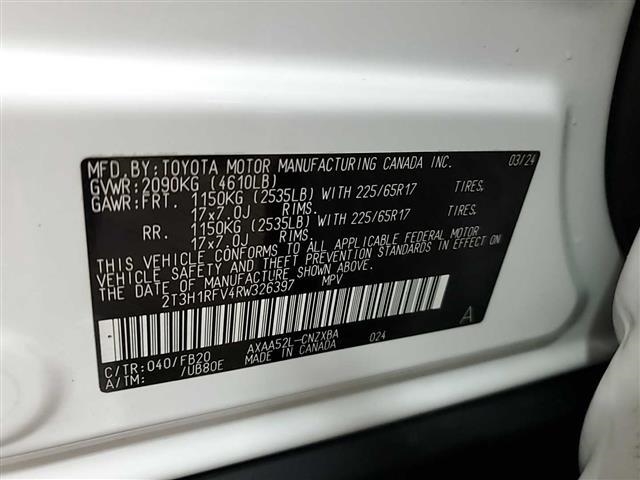 MFD.BY:TOYOTA MOTOR MANUFACTURING CANADA INC. 03/24
GVWR:2090KG (4610LB)
GAWR:FRT. 1150KG (2535LB) WITH 225/65R17 TIRES,
17x7.0J RIMS.
RR. 1150KG (2535LB) WITH 225/65R17 TIRES,
17x7.0J RIMS.
THIS VEHICLE CONFORMS TO ALL APPLICABLE FEDERAL MOTOR
VEHICLE SAFETY AND THEFT PREVENTION STANDARDS IN EFFECT ON
THE DATE OF MANUFACTURE SHOWN ABOVE.
2T3H1RFV4RW326397 MPV
A
C/TR:040/FB20 AXAA52L-CNZXBA 024
A/TM: /UB80E MADE IN CANADA